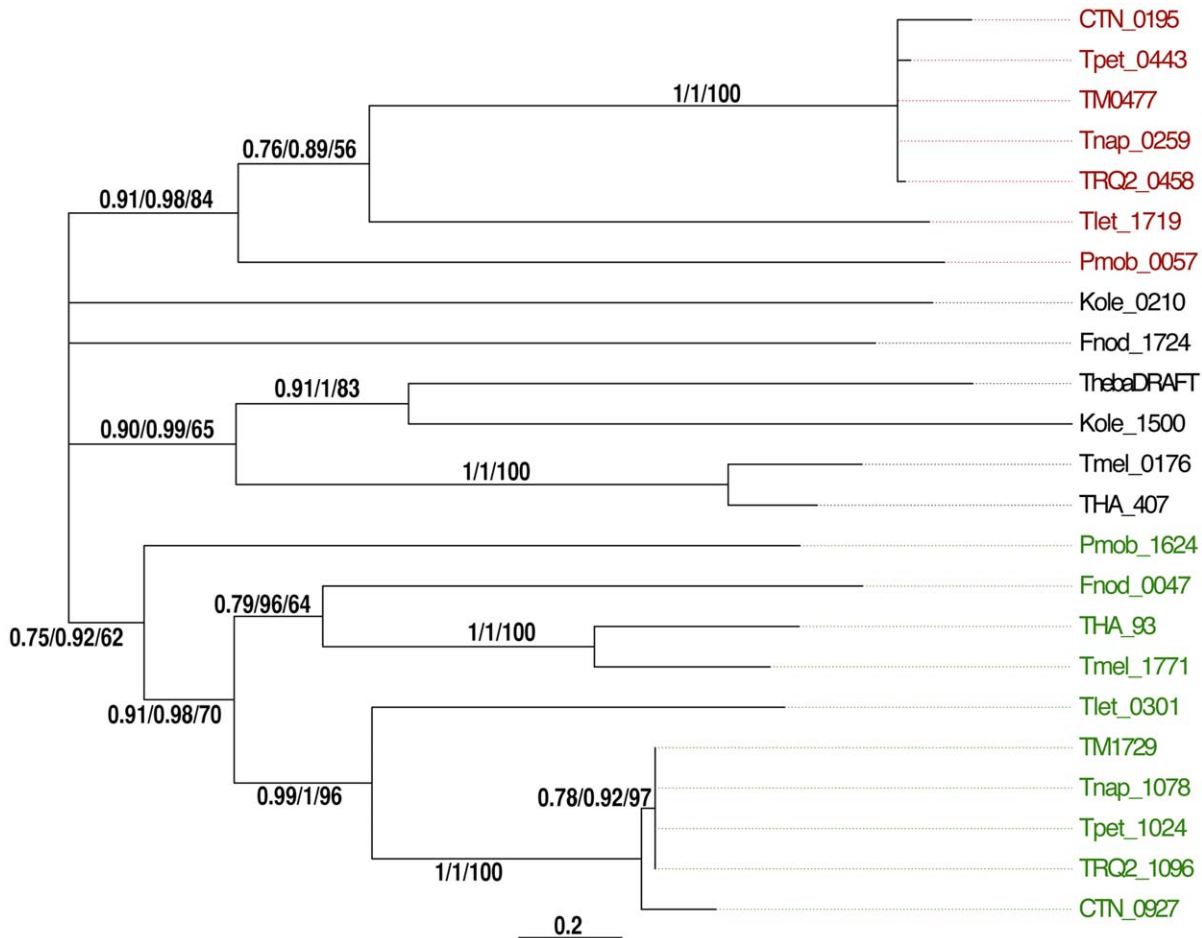 CTN_0195
Tpet_0443
1/1/100
TM0477
Tnap_0259
0.76/0.89/56
TRQ2_0458
0.91/0.98/84
Tlet_1719
Pmob_0057
Kole_0210
Fnod_1724
0.91/1/83
ThebaDRAFT
Kole_1500
0.90/0.99/65
Tmel_0176
1/1/100
THA_407
Pmob_1624
Fnod_0047
0.79/96/64
THA_93
1/1/100
0.75/0.92/62
Tmel_1771
Tlet_0301
0.91/0.98/70
TM1729
Tnap_1078
0.78/0.92/97
0.99/1/96
Tpet_1024
TRQ2_1096
1/1/100
CTN_0927
0.2